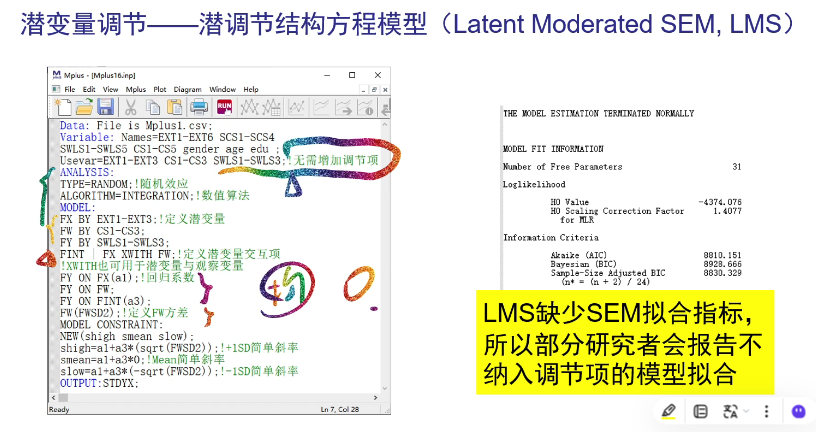 潜变量调节——潜调节结构方程模型（Latent Moderated SEM, LMS）
Mplus - [Mplus16.inp]
File Edit View Mplus Plot Diagram Window Help
RUN
Data: File is Mplus1.csv;
Variable: Names=EXT1-EXT6 SCS1-SCS4
SWLS1-SWLS5 CS1-CS5 gender age edu ;
Usevar=EXT1-EXT3 CS1-CS3 SWLS1-SWLS3;!无需增加调节项
ANALYSIS:
TYPE=RANDOM;!随机效应
ALGORITHM=INTEGRATION;!数值算法
MODEL:
FX BY EXT1-EXT3;!定义潜变量
FW BY CS1-CS3;
FY BY SWLS1-SWLS3;
FINT | FX XWITH FW;!定义潜变量交互项
!XWITH也可用于潜变量与观察变量
FY ON FX(a1);!回归系数
FY ON FW;
FY ON FINT(a3);
FW(FWSD2);!定义FW方差
MODEL CONSTRAINT:
NEW(shigh smean slow);
shigh=a1+a3*(sqrt(FWSD2));!+1SD简单斜率
smean=a1+a3*0;!Mean简单斜率
slow=a1+a3*(-sqrt(FWSD2));!-1SD简单斜率
OUTPUT:STDYX;
Ready
Ln 7, Col 28
均 0.
THE MODEL ESTIMATION TERMINATED NORMALLY
MODEL FIT INFORMATION
Number of Free Parameters 31
Loglikelihood
H0 Value -4374.076
H0 Scaling Correction Factor 1.4077
for MLR
Information Criteria
Akaike (AIC) 8810.151
Bayesian (BIC) 8928.666
Sample-Size Adjusted BIC 8830.329
(n* = (n + 2) / 24)
LMS缺少SEM拟合指标，
所以部分研究者会报告不
纳入调节项的模型拟合